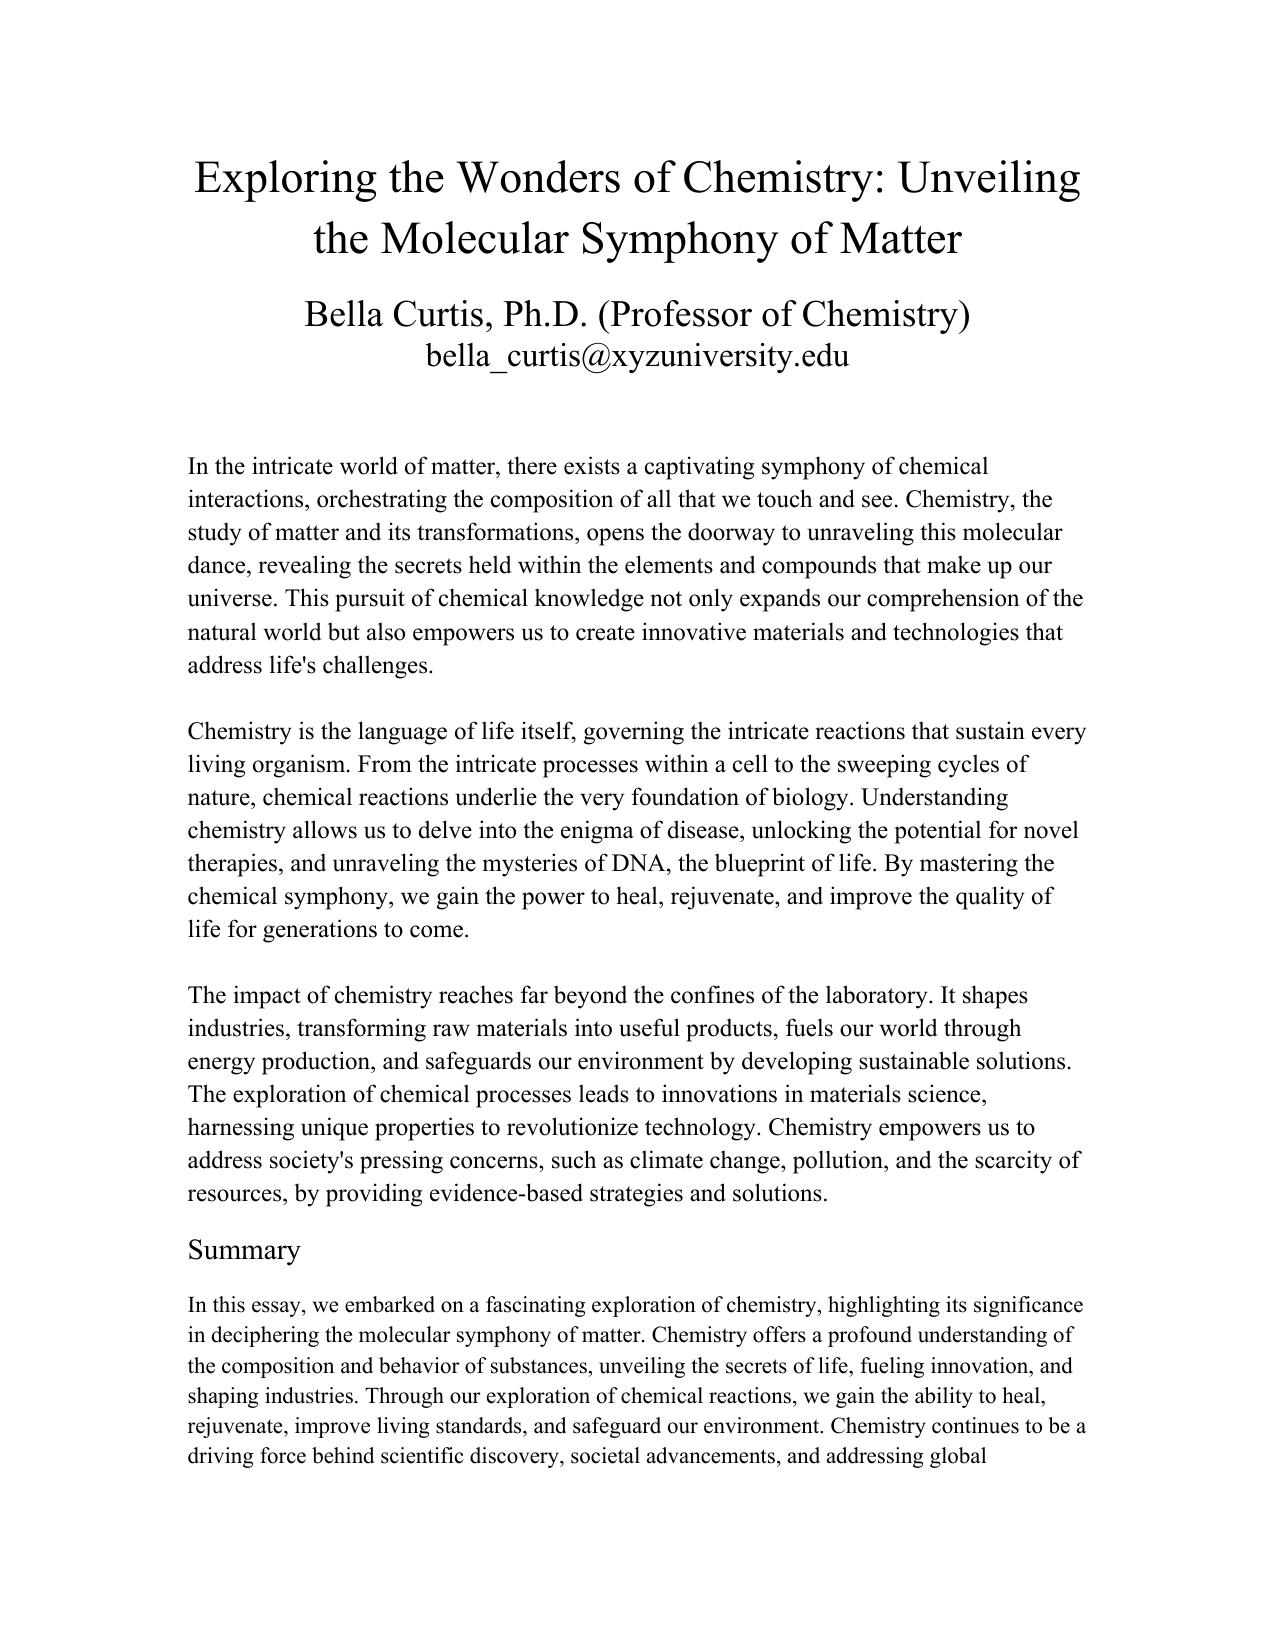 Exploring the Wonders of Chemistry: Unveiling
the Molecular Symphony of Matter
Bella Curtis, Ph.D. (Professor of Chemistry)
bella_curtis@xyzuniversity.edu
In the intricate world of matter, there exists a captivating symphony of chemical
interactions, orchestrating the composition of all that we touch and see. Chemistry, the
study of matter and its transformations, opens the doorway to unraveling this molecular
dance, revealing the secrets held within the elements and compounds that make up our
universe. This pursuit of chemical knowledge not only expands our comprehension of the
natural world but also empowers us to create innovative materials and technologies that
address life's challenges.
Chemistry is the language of life itself, governing the intricate reactions that sustain every
living organism. From the intricate processes within a cell to the sweeping cycles of
nature, chemical reactions underlie the very foundation of biology. Understanding
chemistry allows us to delve into the enigma of disease, unlocking the potential for novel
therapies, and unraveling the mysteries of DNA, the blueprint of life. By mastering the
chemical symphony, we gain the power to heal, rejuvenate, and improve the quality of
life for generations to come.
The impact of chemistry reaches far beyond the confines of the laboratory. It shapes
industries, transforming raw materials into useful products, fuels our world through
energy production, and safeguards our environment by developing sustainable solutions.
The exploration of chemical processes leads to innovations in materials science,
harnessing unique properties to revolutionize technology. Chemistry empowers us to
address society's pressing concerns, such as climate change, pollution, and the scarcity of
resources, by providing evidence-based strategies and solutions.
Summary
In this essay, we embarked on a fascinating exploration of chemistry, highlighting its significance
in deciphering the molecular symphony of matter. Chemistry offers a profound understanding of
the composition and behavior of substances, unveiling the secrets of life, fueling innovation, and
shaping industries. Through our exploration of chemical reactions, we gain the ability to heal,
rejuvenate, improve living standards, and safeguard our environment. Chemistry continues to be a
driving force behind scientific discovery, societal advancements, and addressing global